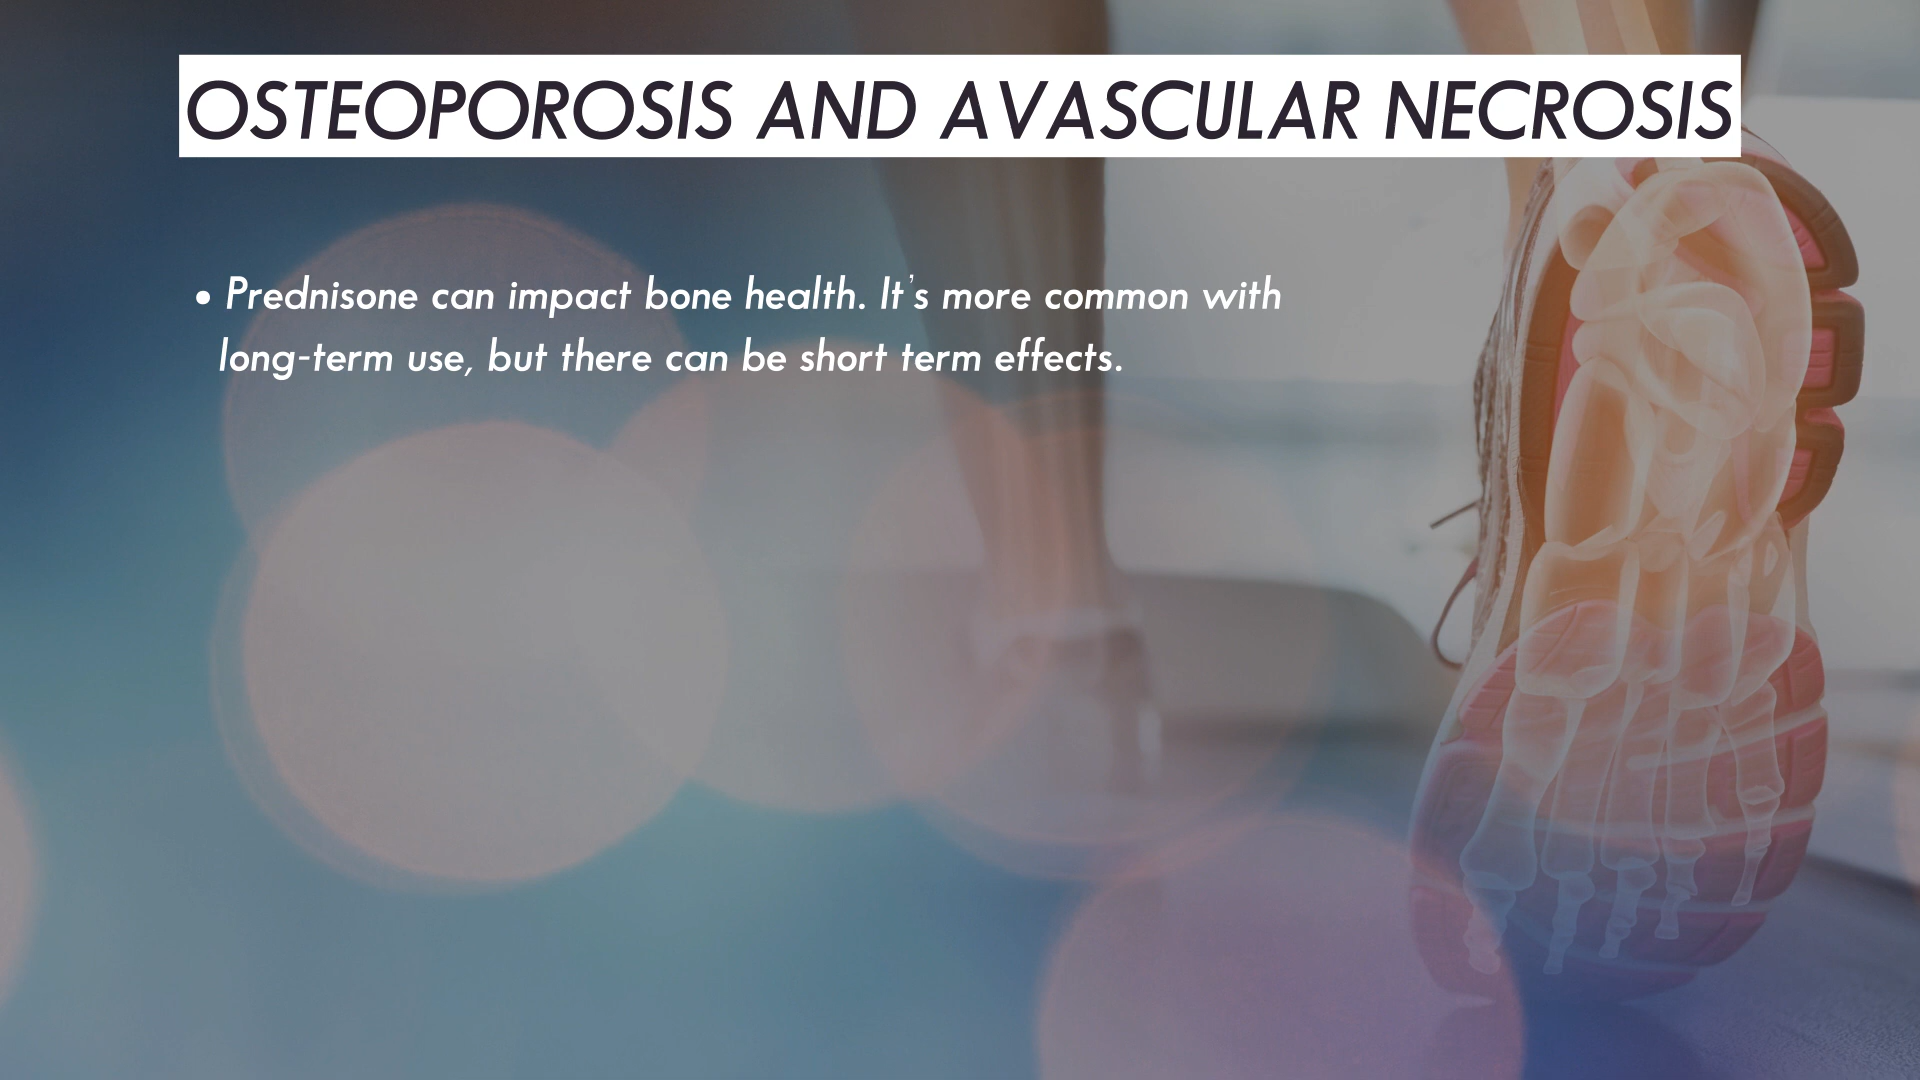 OSTEOPOROSIS AND AVASCULAR NECROSIS
• Prednisone can impact bone health. It's more common with
long-term use, but there can be short term effects.